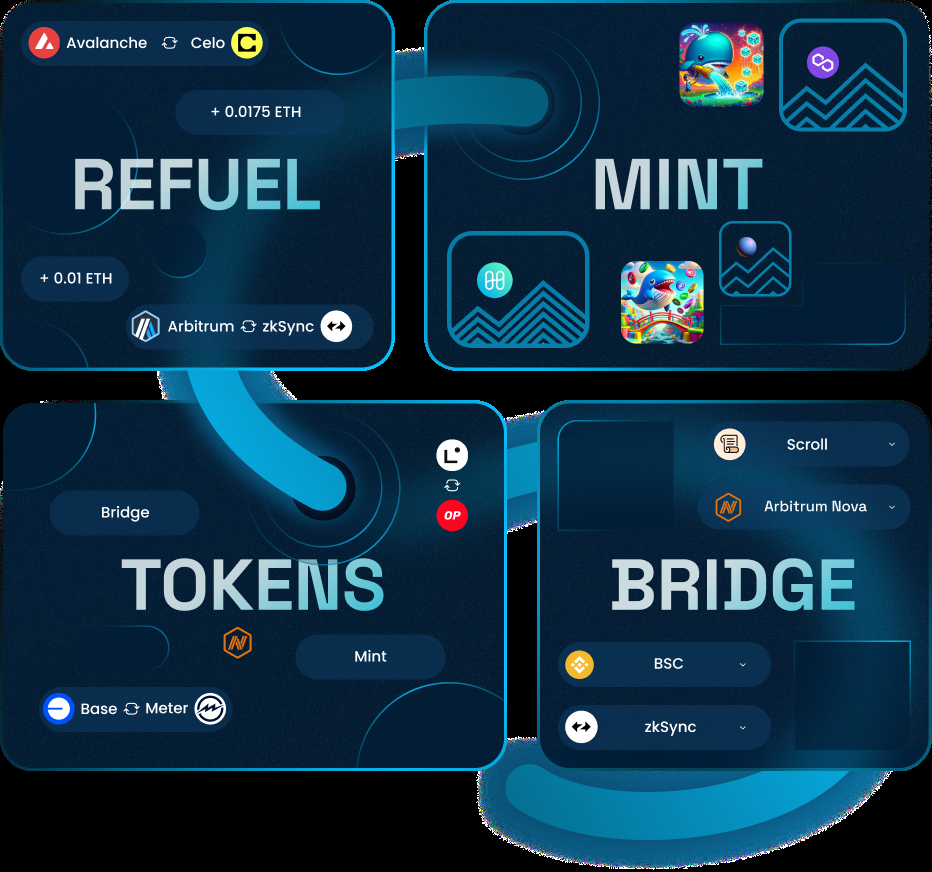 Avalanche Celo
+ 0.0175 ETH
REFUEL
+ 0.01 ETH
Arbitrum zkSync
MINT
Bridge
OP
TOKENS
Mint
Base Meter
Scroll
Arbitrum Nova
BRIDGE
BSC
zkSync